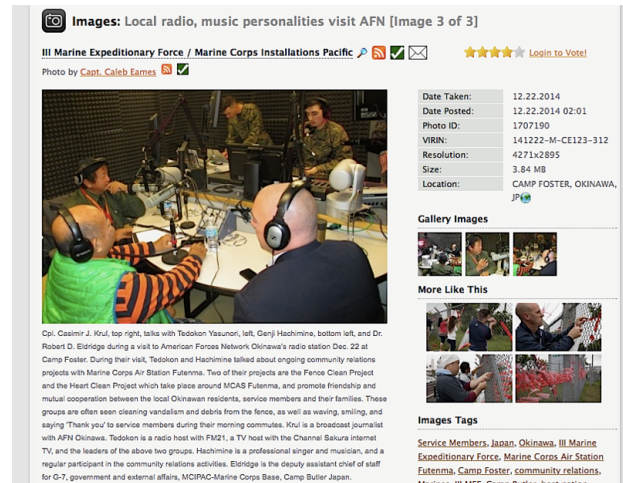 Images: Local radio, music personalities visit AFN [Image 3 of 3]
III Marine Expeditionary Force / Marine Corps Installations Pacific
Login to Vote!
Photo by Capt. Caleb Eames
Date Taken: 12.22.2014
Date Posted: 12.22.2014 02:01
Photo ID: 1707190
VIRIN: 141222-M-CE123-312
Resolution: 4271x2895
Size: 3.84 MB
Location: CAMP FOSTER, OKINAWA,
JP
Gallery Images
More Like This
Cpl. Casimir J. Krul, top right, talks with Tedokon Yasunori, left, Genji Hachimine, bottom left, and Dr.
Robert D. Eldridge during a visit to American Forces Network Okinawa's radio station Dec. 22 at
Camp Foster. During their visit, Tedokon and Hachimine talked about ongoing community relations
projects with Marine Corps Air Station Futenma. Two of their projects are the Fence Clean Project
and the Heart Clean Project which take place around MCAS Futenma, and promote friendship and
mutual cooperation between the local Okinawan residents, service members and their families. These
groups are often seen cleaning vandalism and debris from the fence, as well as waving, smiling, and
saying 'Thank you' to service members during their morning commutes. Krul is a broadcast journalist
with AFN Okinawa. Tedokon is a radio host with FM21, a TV host with the Channel Sakura internet
TV, and the leaders of the above two groups. Hachimine is a professional singer and musician, and a
regular participant in the community relations activities. Eldridge is the deputy assistant chief of staff
for G-7, government and external affairs, MCIPAC-Marine Corps Base, Camp Butler Japan.
Images Tags
Service Members, Japan, Okinawa, III Marine
Expeditionary Force, Marine Corps Air Station
Futenma, Camp Foster, community relations,